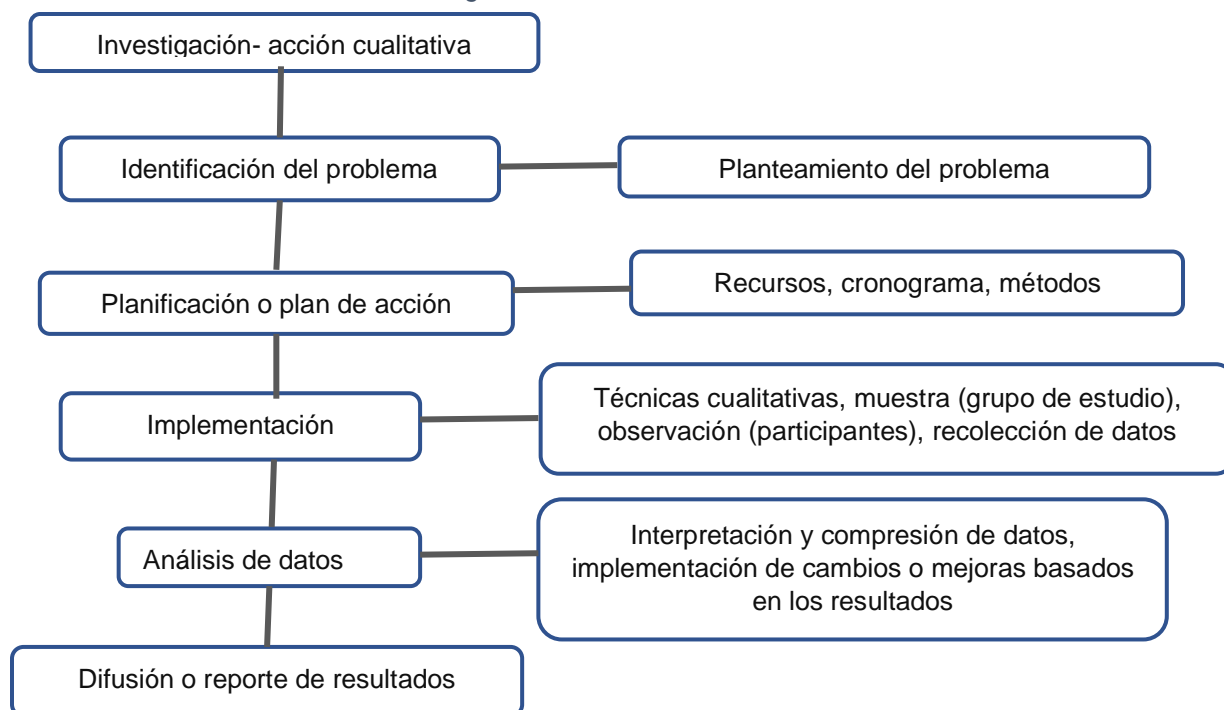 Investigación- acción cualitativa
Identificación del problema
Planteamiento del problema
Planificación o plan de acción
Recursos, cronograma, métodos
Implementación
Técnicas cualitativas, muestra (grupo de estudio),
observación (participantes), recolección de datos
Análisis de datos
Interpretación y compresión de datos,
implementación de cambios o mejoras basados
en los resultados
Difusión o reporte de resultados